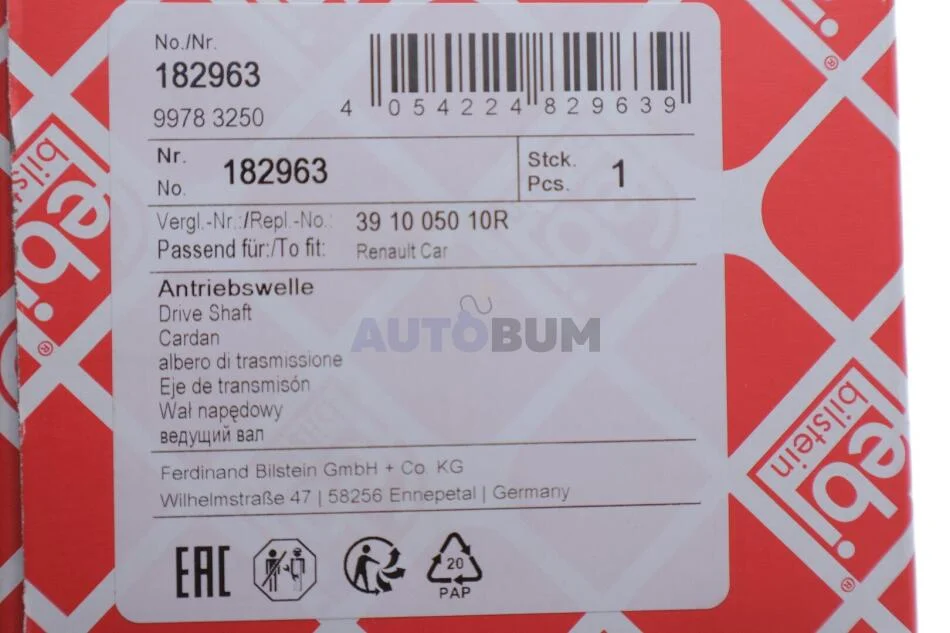 No./Nr.
182963
9978 3250
4 054224 829639
Nr.
No. 182963
Stck.
Pcs. 1
Vergl.-Nr.:/Repl.-No.: 39 10 050 10R
Passend für:/To fit: Renault Car
Antriebswelle
Drive Shaft
Cardan
albero di trasmissione
Eje de transmisón
Wał napędowy
ведущий вал
AUTOBUM
Ferdinand Bilstein GmbH + Co. KG
Wilhelmstraße 47 | 58256 Ennepetal | Germany
EAC
20
PAP
febi
bilstein
®
febi
bilstein
®
®